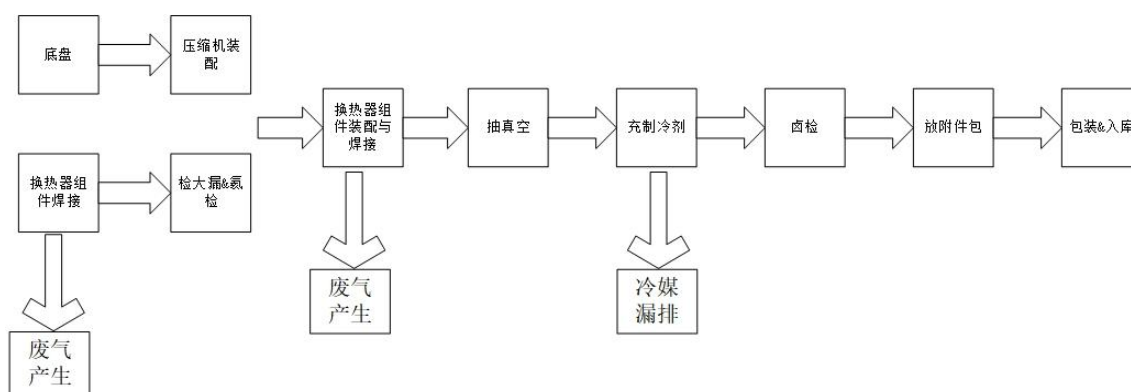 底盘
压缩机装
配
换热器组
件装配与
焊接
抽真空
充制冷剂
卤检
放附件包
包装&入库
换热器组
件焊接
检大漏&氦
检
废气
产生
冷媒
漏排
废气
产生